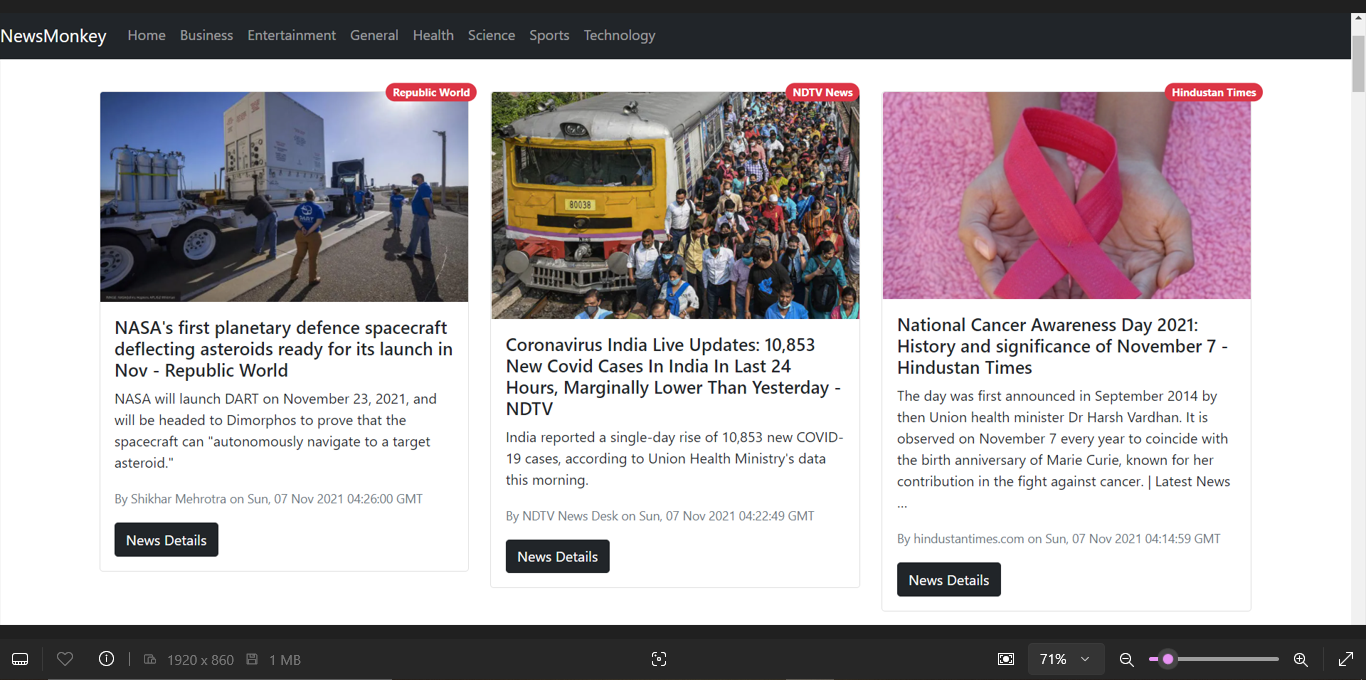 NewsMonkey Home Business Entertainment General Health Science Sports Technology
Republic World
NASA's first planetary defence spacecraft
deflecting asteroids ready for its launch in
Nov - Republic World
NASA will launch DART on November 23, 2021, and
will be headed to Dimorphos to prove that the
spacecraft can "autonomously navigate to a target
asteroid."
By Shikhar Mehrotra on Sun, 07 Nov 2021 04:26:00 GMT
News Details
NDTV News
80038
Coronavirus India Live Updates: 10,853
New Covid Cases In India In Last 24
Hours, Marginally Lower Than Yesterday -
NDTV
India reported a single-day rise of 10,853 new COVID-
19 cases, according to Union Health Ministry's data
this morning.
By NDTV News Desk on Sun, 07 Nov 2021 04:22:49 GMT
News Details
Hindustan Times
National Cancer Awareness Day 2021:
History and significance of November 7 -
Hindustan Times
The day was first announced in September 2014 by
then Union health minister Dr Harsh Vardhan. It is
observed on November 7 every year to coincide with
the birth anniversary of Marie Curie, known for her
contribution in the fight against cancer. | Latest News
...
By hindustantimes.com on Sun, 07 Nov 2021 04:14:59 GMT
News Details
1920 x 860 1 MB 71%